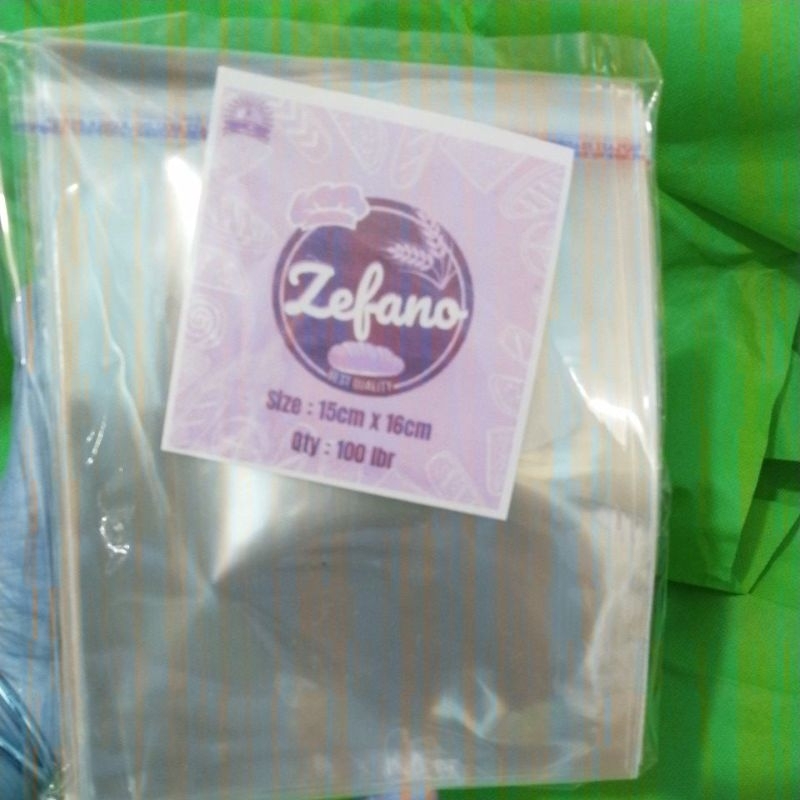 Zefano
BEST QUALITY
Size : 15cm x 16cm
Qty : 100 lbr